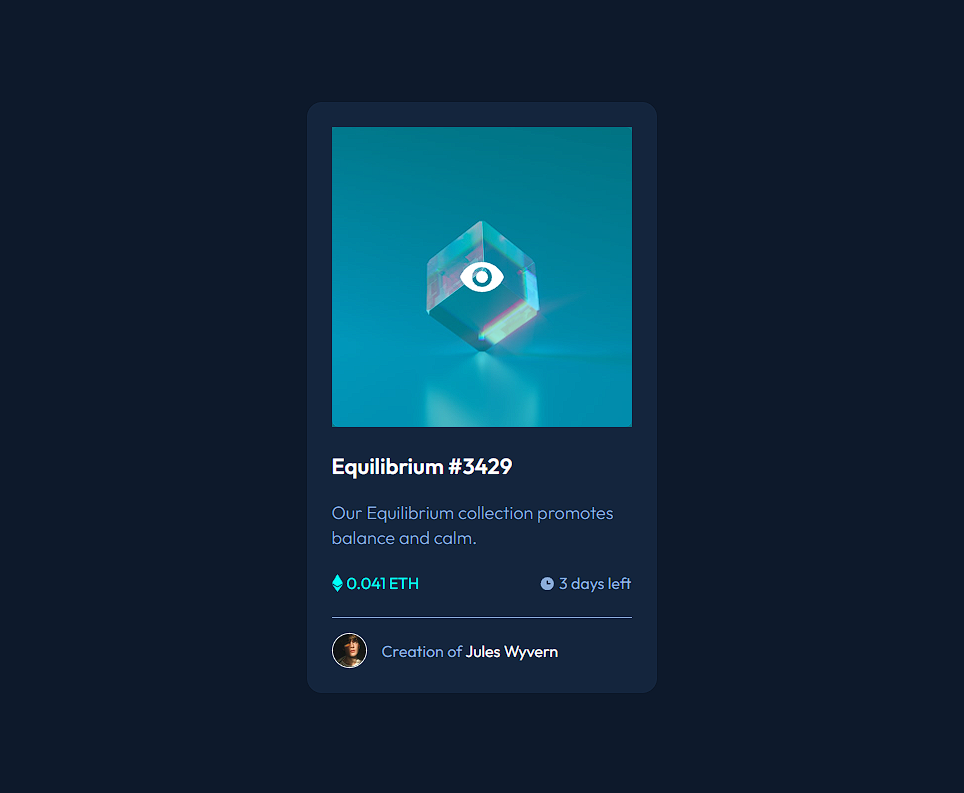 Equilibrium #3429
Our Equilibrium collection promotes
balance and calm.
0.041 ETH
3 days left
Creation of Jules Wyvern